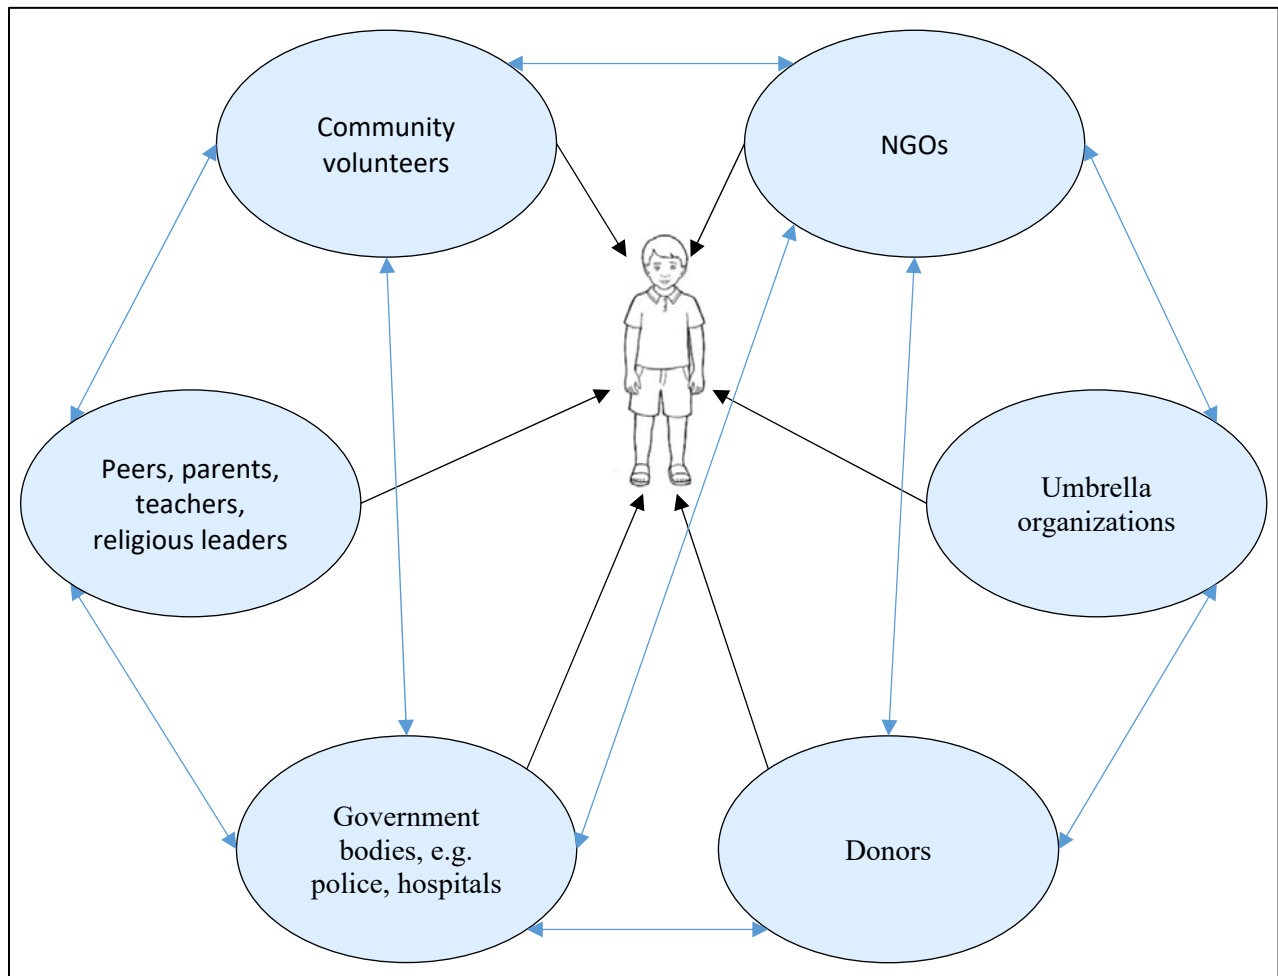 Community
volunteers
NGOs
Peers, parents,
teachers,
religious leaders
Umbrella
organizations
Government
bodies, e.g.
police, hospitals
Donors